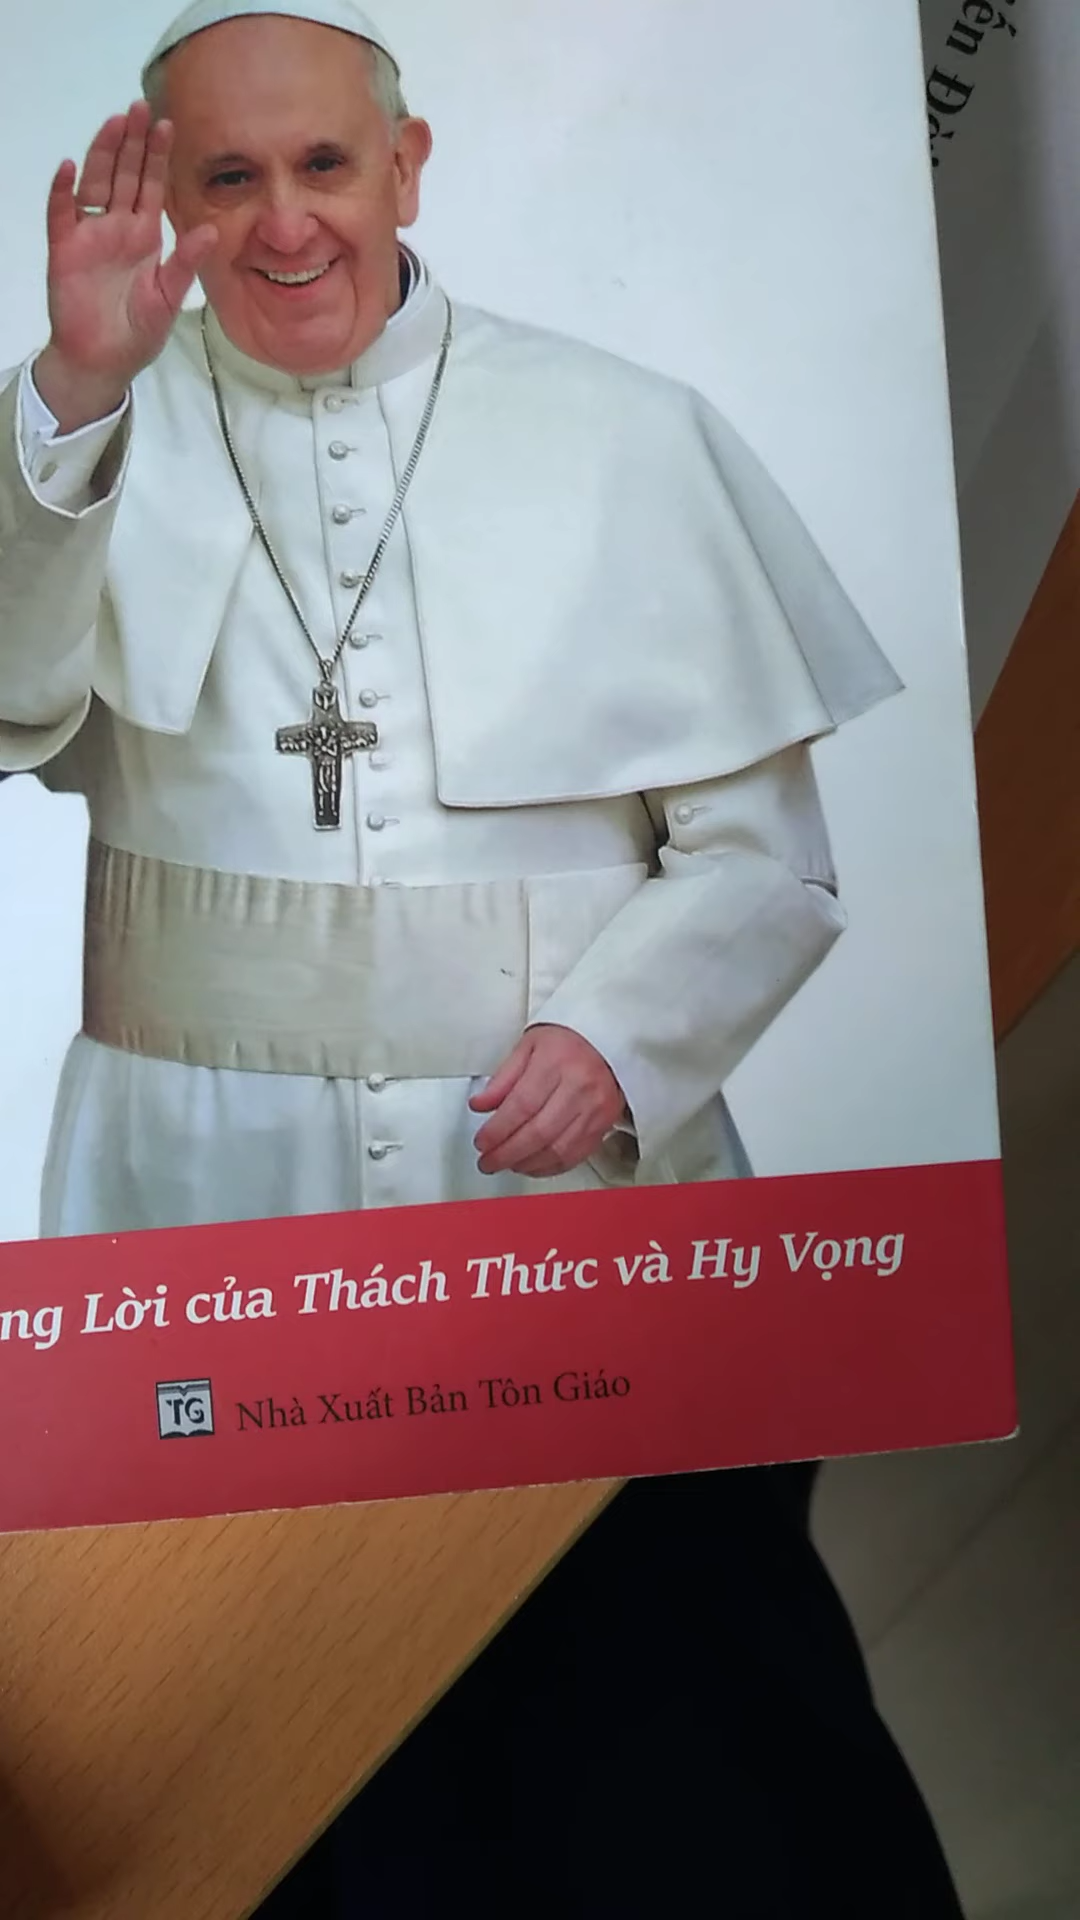 ng Lời của Thách Thức và Hy Vọng
TG Nhà Xuất Bản Tôn Giáo